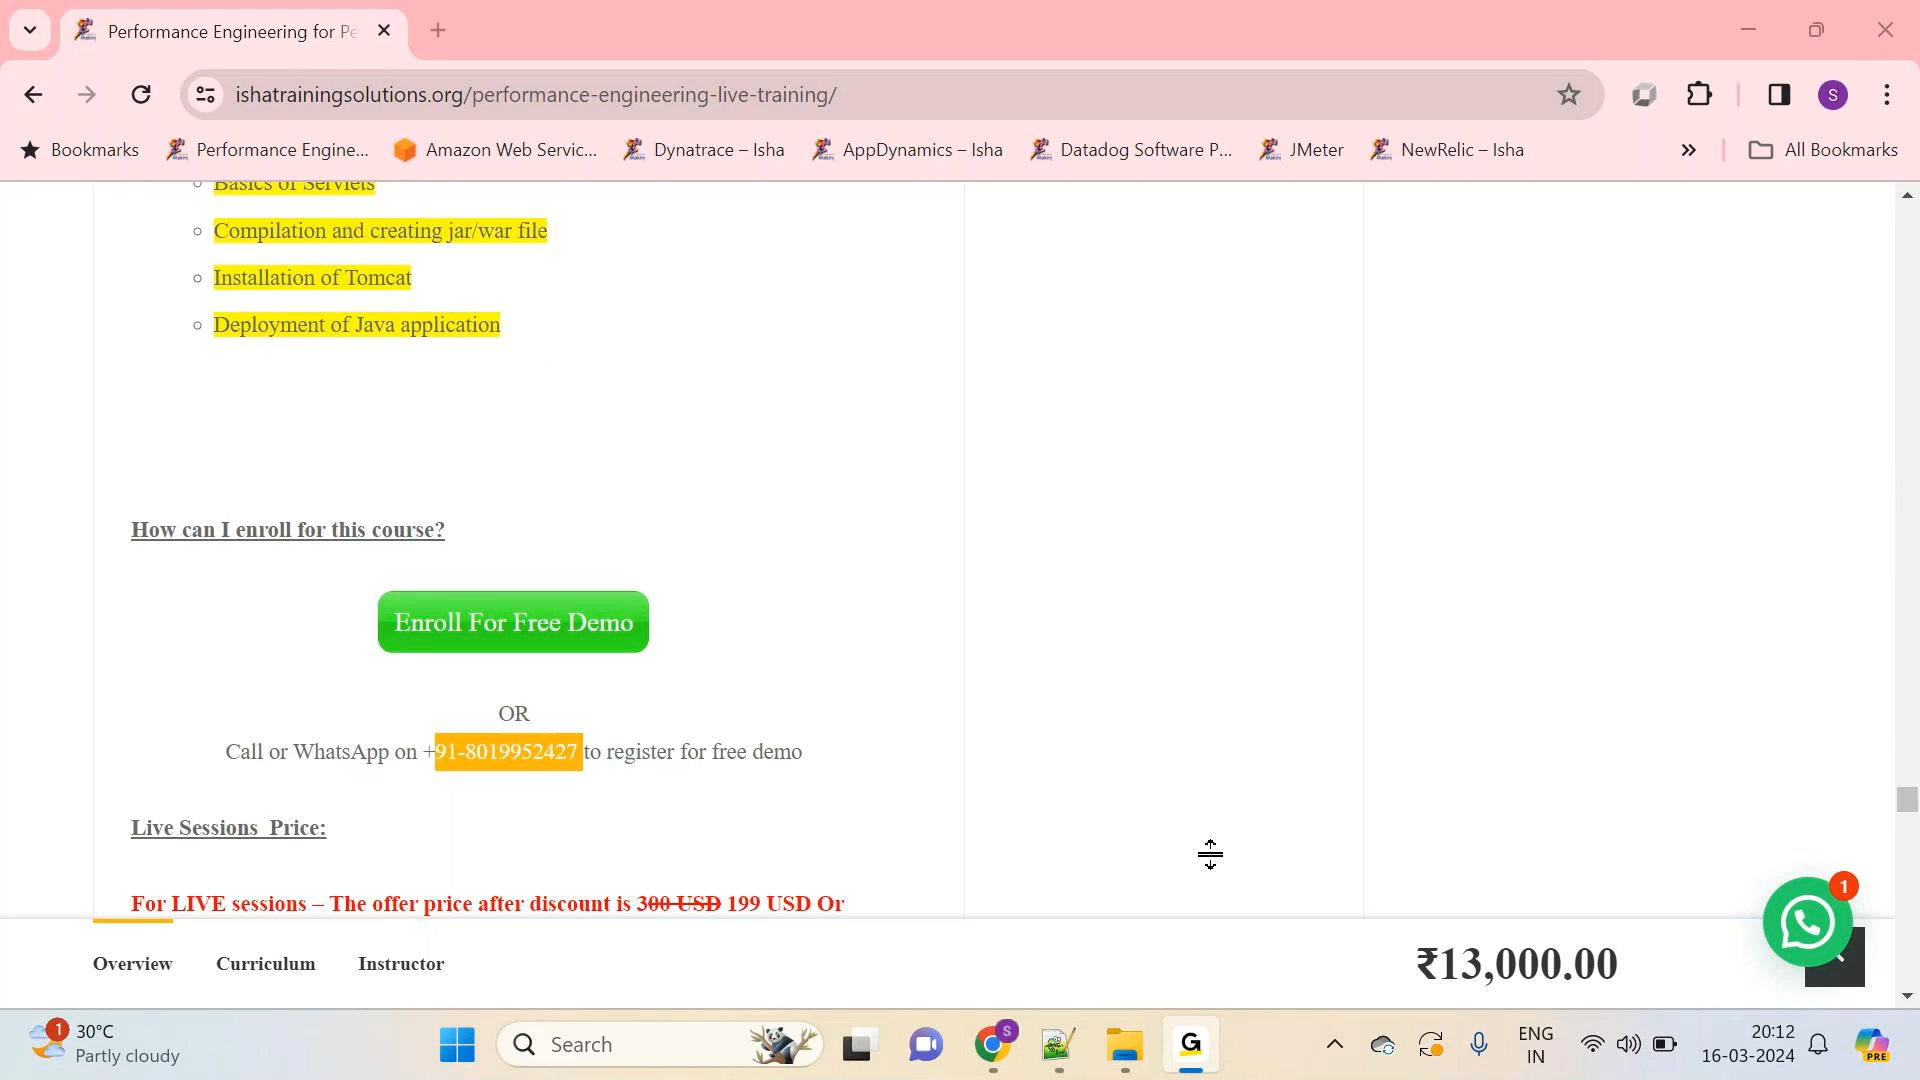 Performance Engineering for Pe
ishatrainingsolutions.org/performance-engineering-live-training/
S
Bookmarks
Performance Engine...
Amazon Web Servic...
Dynatrace – Isha
AppDynamics – Isha
Datadog Software P...
JMeter
NewRelic – Isha
»
All Bookmarks
Basics of Servlets
Compilation and creating jar/war file
Installation of Tomcat
Deployment of Java application
How can I enroll for this course?
Enroll For Free Demo
OR
Call or WhatsApp on +91-8019952427 to register for free demo
Live Sessions Price:
For LIVE sessions – The offer price after discount is 300 USD 199 USD Or
1
Overview
Curriculum
Instructor
₹13,000.00
1
30°C
Partly cloudy
Search
S
G
ENG
IN
20:12
16-03-2024
PRE